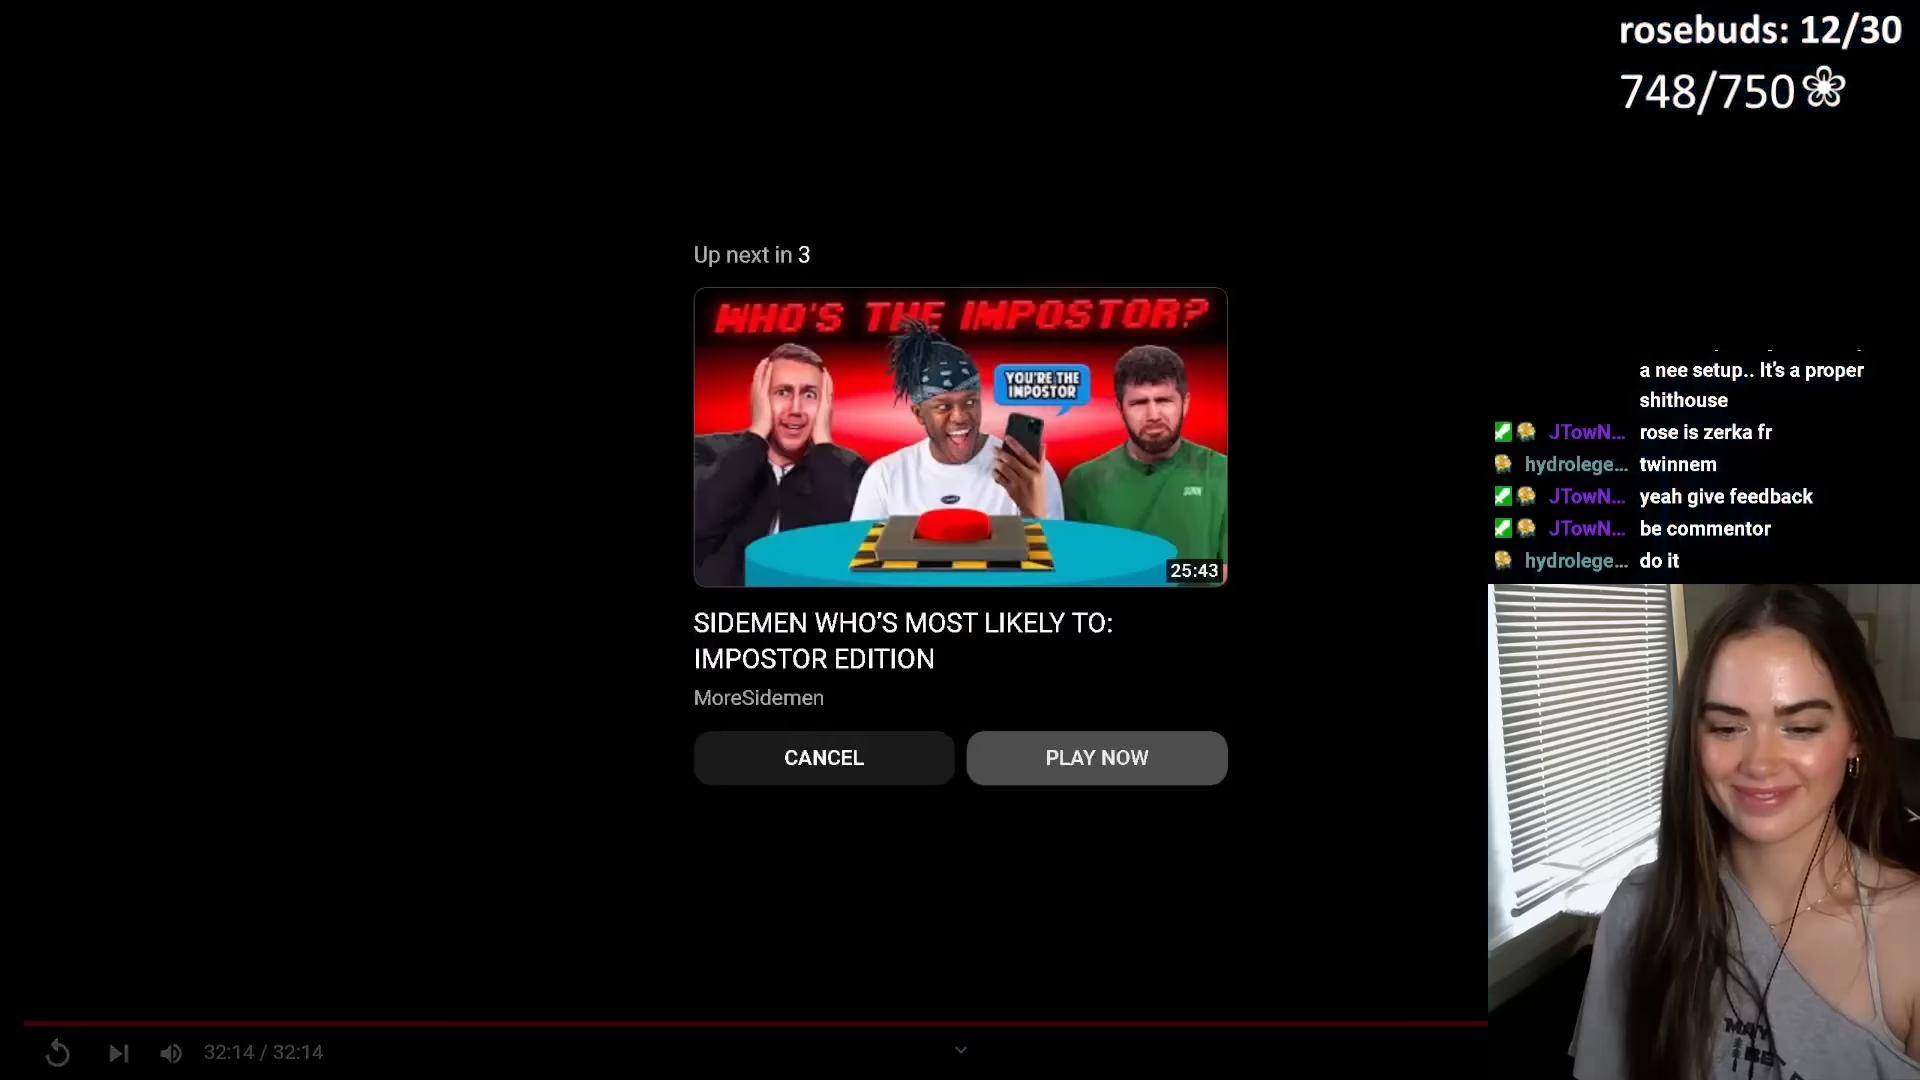 rosebuds: 12/30
748/750
Up next in 3
WHO'S THE IMPOSTOR?
YOU'RE THE
IMPOSTOR
25:43
SIDEMEN WHO’S MOST LIKELY TO:
IMPOSTOR EDITION
MoreSidemen
CANCEL
PLAY NOW
32:14 / 32:14
a nee setup.. It’s a proper
shithouse
JTowN... rose is zerka fr
hydrolege... twinnem
JTowN... yeah give feedback
JTowN... be commentor
hydrolege... do it
MAY
BE